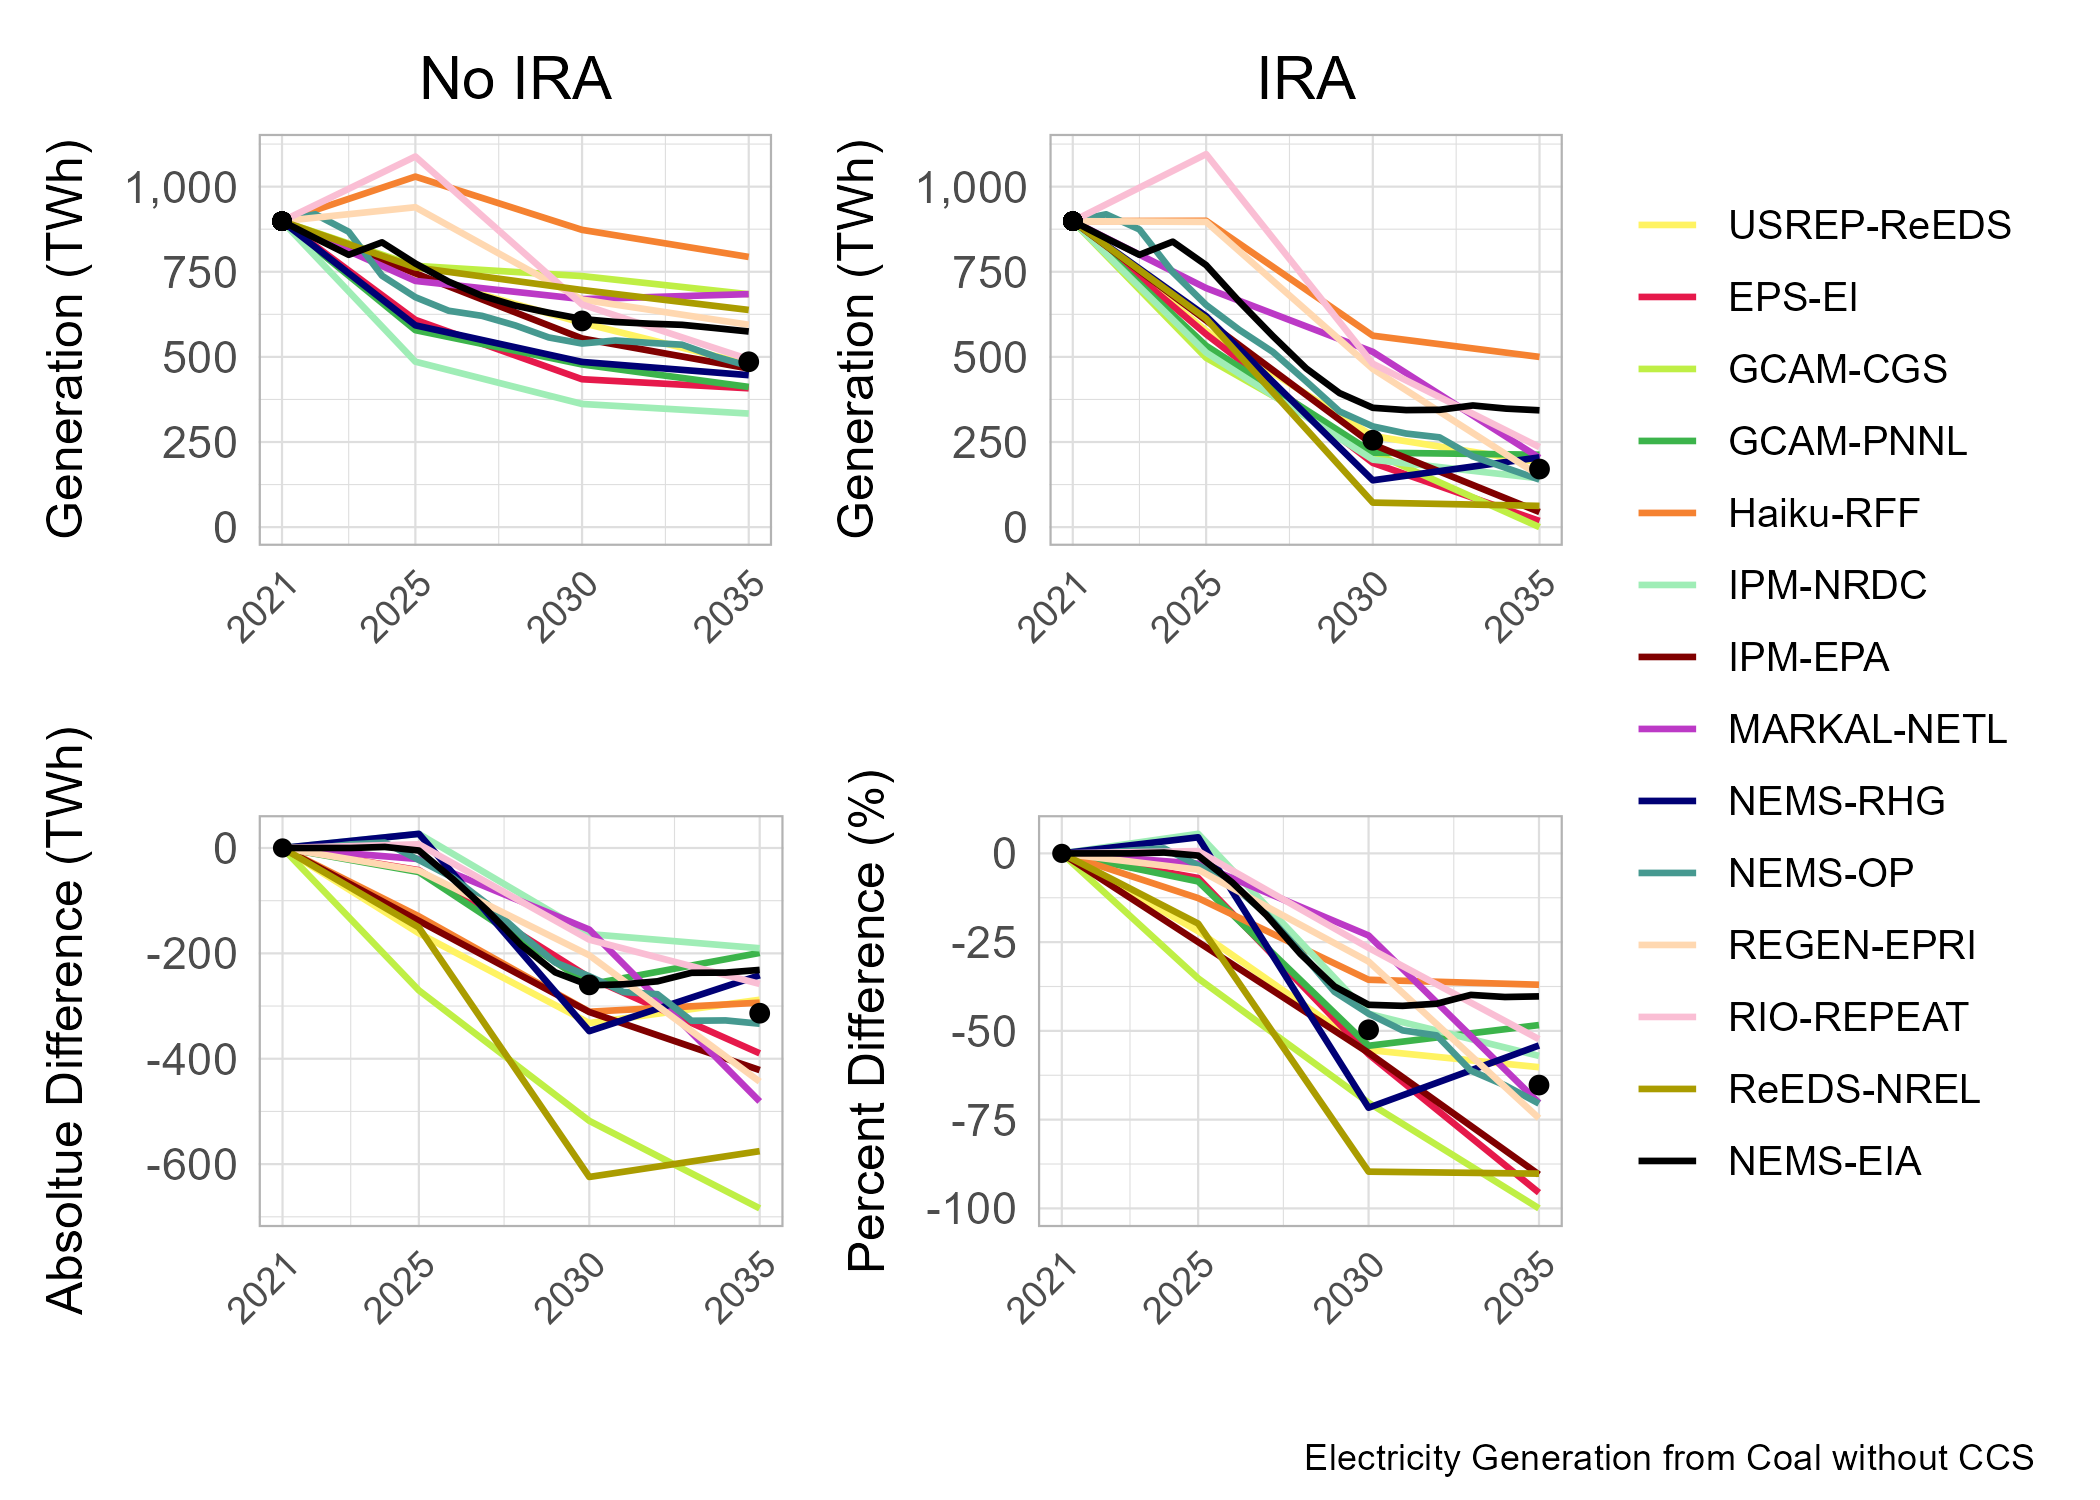 No IRA
IRA
Generation (TWh)
1,000
750
500
250
0
2021
2025
2030
2035
Generation (TWh)
1,000
750
500
250
0
2021
2025
2030
2035
Absoltue Difference (TWh)
0
-200
-400
-600
2021
2025
2030
2035
Percent Difference (%)
0
-25
-50
-75
-100
2021
2025
2030
2035
USREP-ReEDS
EPS-EI
GCAM-CGS
GCAM-PNNL
Haiku-RFF
IPM-NRDC
IPM-EPA
MARKAL-NETL
NEMS-RHG
NEMS-OP
REGEN-EPRI
RIO-REPEAT
ReEDS-NREL
NEMS-EIA
Electricity Generation from Coal without CCS